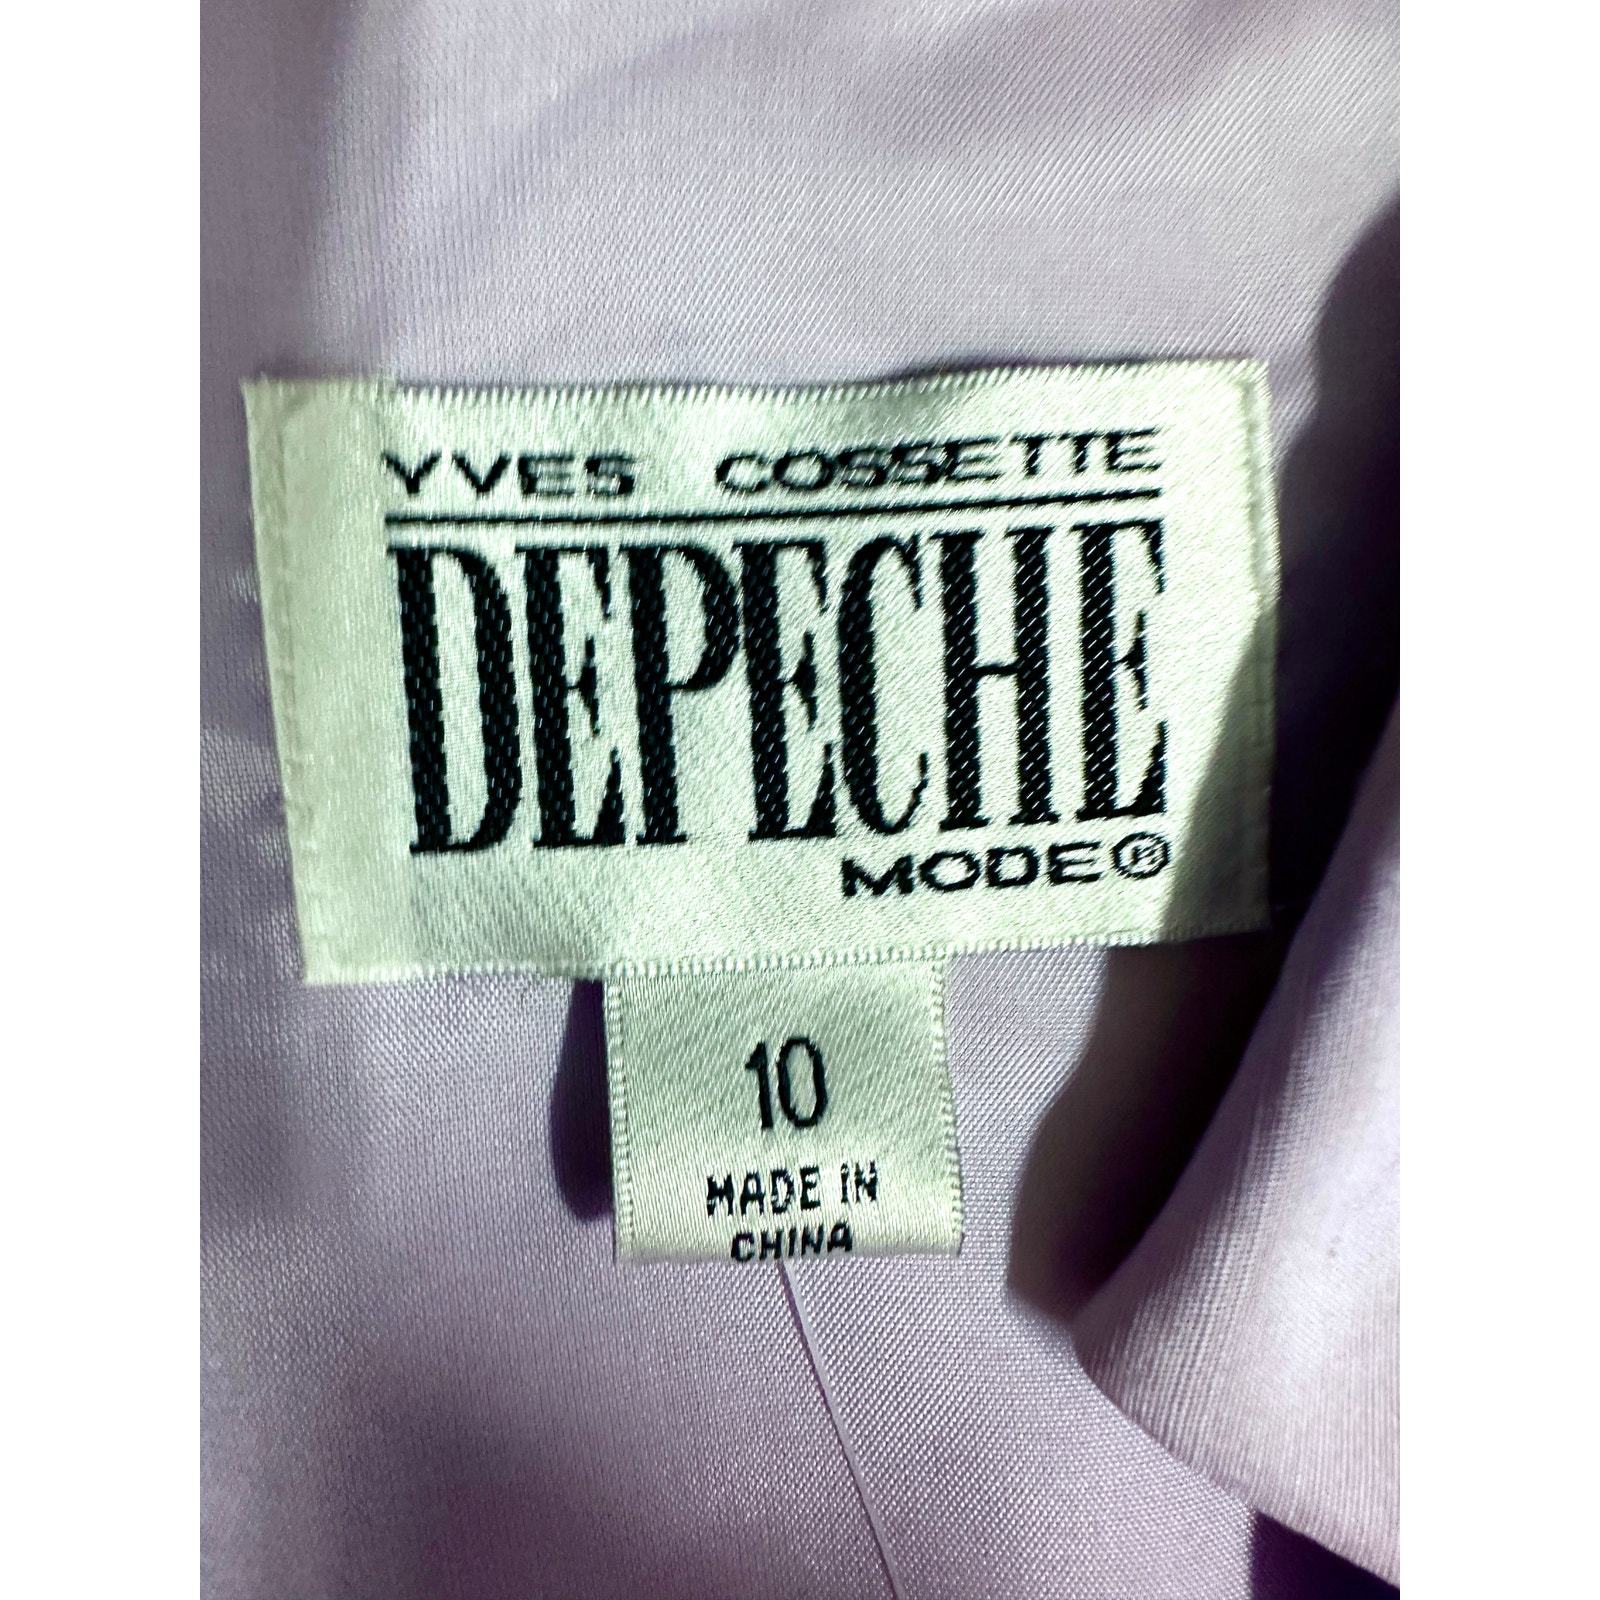 YVES COSSETTE
DEPECHE
MODE®
10
MADE IN
CHINA